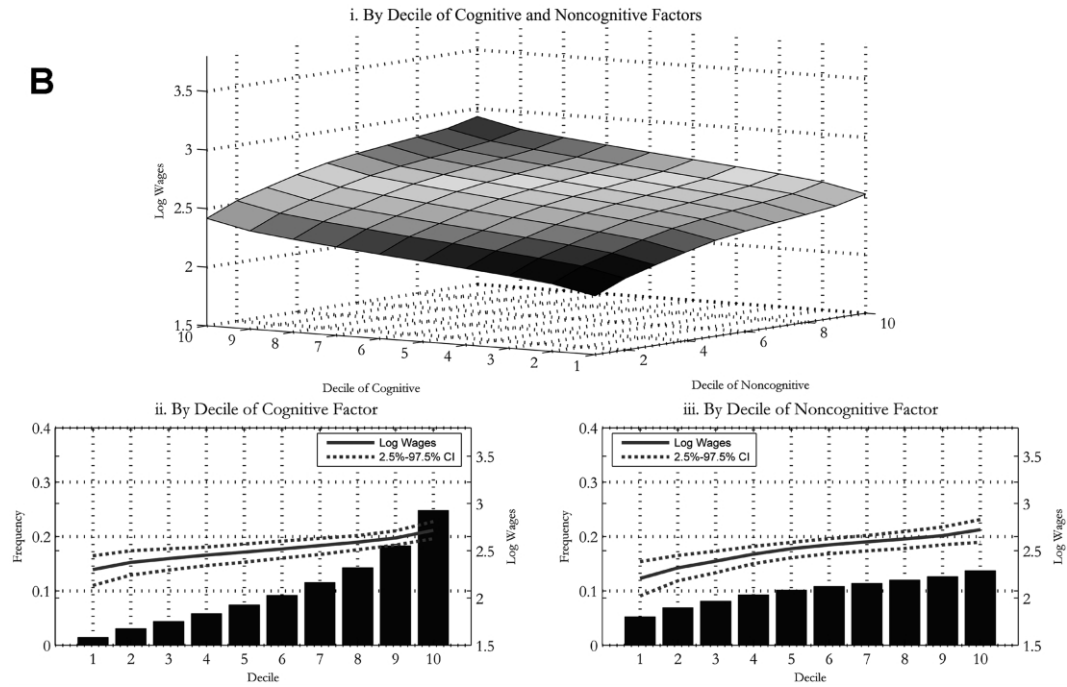 i. By Decile of Cognitive and Noncognitive Factors
B
3.5
3
2.5
2
1.5
Log Wages
10 9 8 7 6 5 4 3 2 1
2 4 6 8 10
Decile of Cognitive
Decile of Noncognitive
ii. By Decile of Cognitive Factor
0.4
0.3
0.2
0.1
0
Frequency
Log Wages
2.5%-97.5% CI
3.5
3
2.5
2
1.5
Log Wages
1 2 3 4 5 6 7 8 9 10
Decile
iii. By Decile of Noncognitive Factor
0.4
0.3
0.2
0.1
0
Frequency
Log Wages
2.5%-97.5% CI
3.5
3
2.5
2
1.5
Log Wages
1 2 3 4 5 6 7 8 9 10
Decile